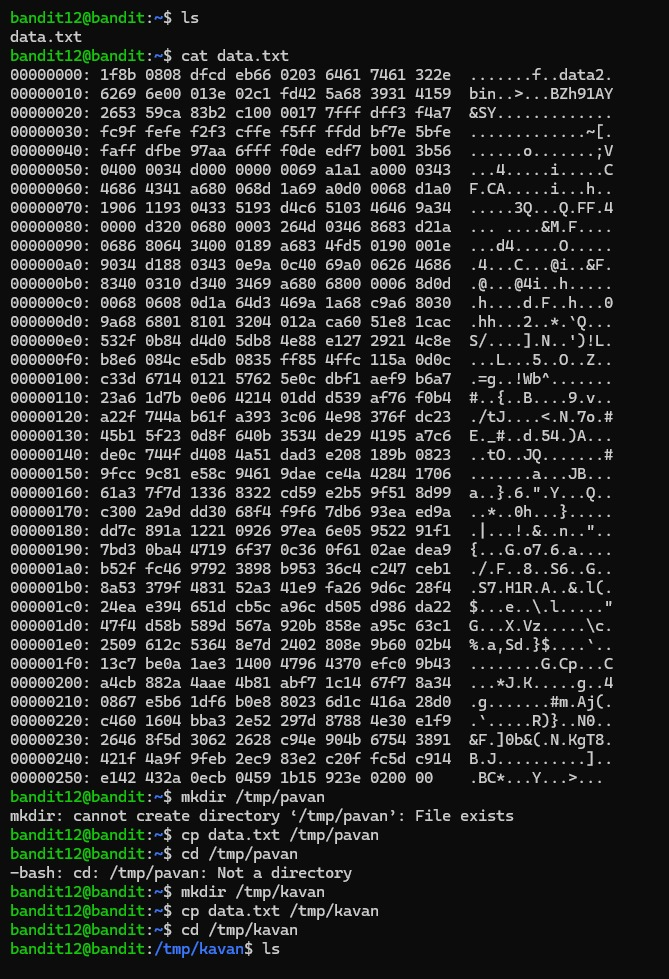 bandit12@bandit:~$ ls
data.txt
bandit12@bandit:~$ cat data.txt
00000000: 1f8b 0808 dfcd eb66 0203 6461 7461 322e  .......f..data2.
00000010: 6269 6e00 013e 02c1 fd42 5a68 3931 4159  bin..>...BZh91AY
00000020: 2653 59ca 83b2 c100 0017 7fff dff3 f4a7  &SY.............
00000030: fc9f fefe f2f3 cffe f5ff ffdd bf7e 5bfe  .............~[.
00000040: faff dfbe 97aa 6fff f0de edf7 b001 3b56  ......o.......;V
00000050: 0400 0034 d000 0000 0069 a1a1 a000 0343  ...4.....i.....C
00000060: 4686 4341 a680 068d 1a69 a0d0 0068 d1a0  F.CA.....i...h..
00000070: 1906 1193 0433 5193 d4c6 5103 4646 9a34  .....3Q...Q.FF.4
00000080: 0000 d320 0680 0003 264d 0346 8683 d21a  ... ....&M.F....
00000090: 0686 8064 3400 0189 a683 4fd5 0190 001e  ...d4.....O.....
000000a0: 9034 d188 0343 0e9a 0c40 69a0 0626 4686  .4...C...@i..&F.
000000b0: 8340 0310 d340 3469 a680 6800 0006 8d0d  .@...@4i..h.....
000000c0: 0068 0608 0d1a 64d3 469a 1a68 c9a6 8030  .h....d.F..h...0
000000d0: 9a68 6801 8101 3204 012a ca60 51e8 1cac  .hh...2..*.`Q...
000000e0: 532f 0b84 d4d0 5db8 4e88 e127 2921 4c8e  S/....].N..')!L.
000000f0: b8e6 084c e5db 0835 ff85 4ffc 115a 0d0c  ...L...5..O..Z..
00000100: c33d 6714 0121 5762 5e0c dbf1 aef9 b6a7  .=g..!Wb^.......
00000110: 23a6 1d7b 0e06 4214 01dd d539 af76 f0b4  #..{..B....9.v..
00000120: a22f 744a b61f a393 3c06 4e98 376f dc23  ./tJ....<.N.7o.#
00000130: 45b1 5f23 0d8f 640b 3534 de29 4195 a7c6  E._#..d.54.)A...
00000140: de0c 744f d408 4a51 dad3 e208 189b 0823  ..tO..JQ.......#
00000150: 9fcc 9c81 e58c 9461 9dae ce4a 4284 1706  .......a...JB...
00000160: 61a3 7f7d 1336 8322 cd59 e2b5 9f51 8d99  a..}.6.".Y...Q..
00000170: c300 2a9d dd30 68f4 f9f6 7db6 93ea ed9a  ..*..0h...}.....
00000180: dd7c 891a 1221 0926 97ea 6e05 9522 91f1  .|...!.&..n.."..
00000190: 7bd3 0ba4 4719 6f37 0c36 0f61 02ae dea9  {...G.o7.6.a....
000001a0: b52f fc46 9792 3898 b953 36c4 c247 ceb1  ./.F..8..S6..G..
000001b0: 8a53 379f 4831 52a3 41e9 fa26 9d6c 28f4  .S7.H1R.A..&.l(.
000001c0: 24ea e394 651d cb5c a96c d505 d986 da22  $...e..\.l....."
000001d0: 47f4 d58b 589d 567a 920b 858e a95c 63c1  G...X.Vz.....\c.
000001e0: 2509 612c 5364 8e7d 2402 808e 9b60 02b4  %.a,Sd.}$....`..
000001f0: 13c7 be0a 1ae3 1400 4796 4370 efc0 9b43  ........G.Cp...C
00000200: a4cb 882a 4aae 4b81 abf7 1c14 67f7 8a34  ...*J.K.....g..4
00000210: 0867 e5b6 1df6 b0e8 8023 6d1c 416a 28d0  .g.......#m.Aj(.
00000220: c460 1604 bba3 2e52 297d 8788 4e30 e1f9  .`.....R)}..N0..
00000230: 2646 8f5d 3062 2628 c94e 904b 6754 3891  &F.]0b&(.N.KgT8.
00000240: 421f 4a9f 9feb 2ec9 83e2 c20f fc5d c914  B.J..........]..
00000250: e142 432a 0ecb 0459 1b15 923e 0200 00  .BC*...Y...>...
bandit12@bandit:~$ mkdir /tmp/pavan
mkdir: cannot create directory ‘/tmp/pavan’: File exists
bandit12@bandit:~$ cp data.txt /tmp/pavan
bandit12@bandit:~$ cd /tmp/pavan
-bash: cd: /tmp/pavan: Not a directory
bandit12@bandit:~$ mkdir /tmp/kavan
bandit12@bandit:~$ cp data.txt /tmp/kavan
bandit12@bandit:~$ cd /tmp/kavan
bandit12@bandit:/tmp/kavan$ ls